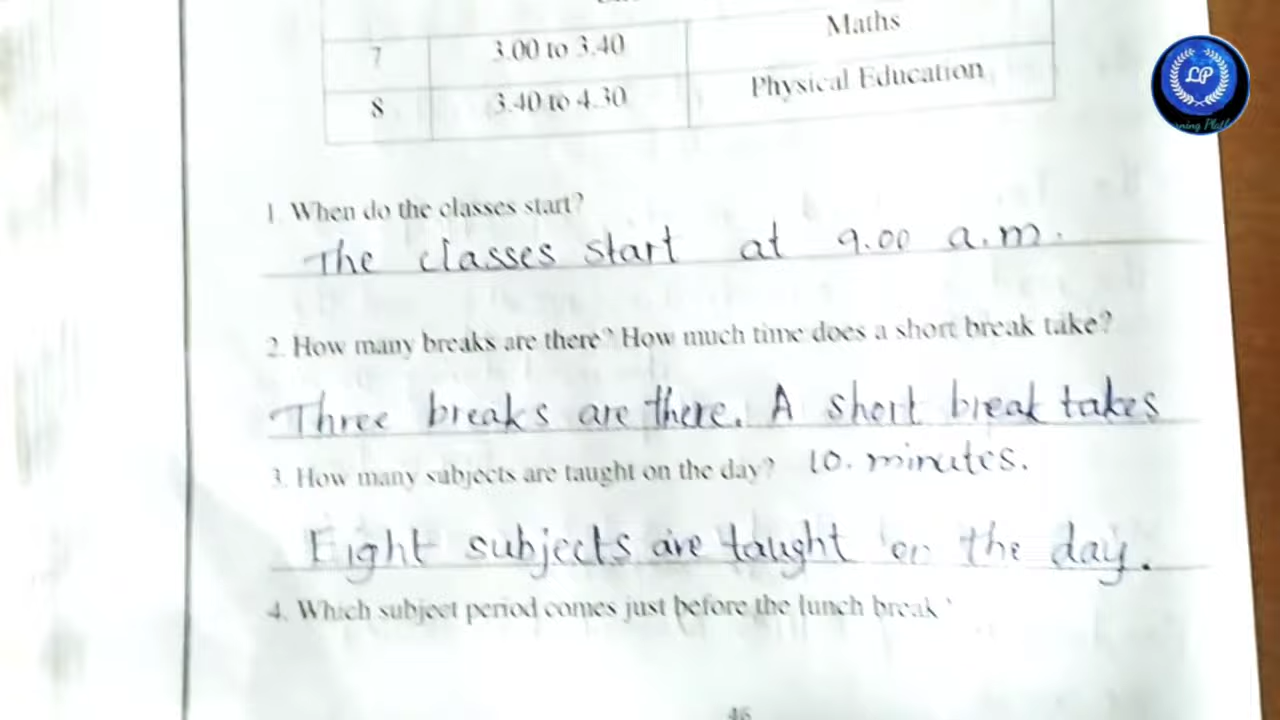 7 3.00 to 3.40 Maths
8 3.40 to 4.30 Physical Education
LP
rning Platf
1. When do the classes start?
The classes start at 9.00 a.m.
2. How many breaks are there? How much time does a short break take?
Three breaks are there. A short break takes
3. How many subjects are taught on the day? 10. minutes.
Eight subjects are taught on the day.
4. Which subject period comes just before the lunch break
46